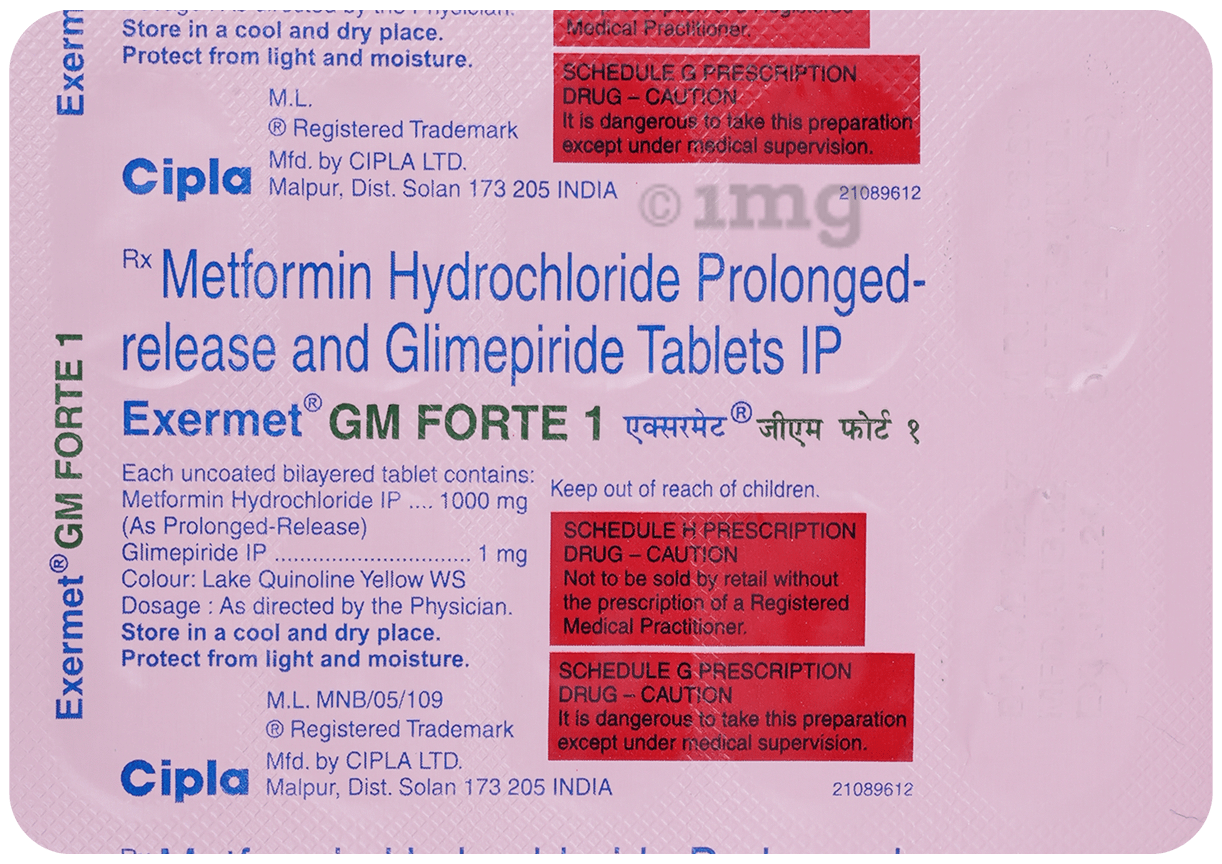 Exerm
Store in a cool and dry place.
Protect from light and moisture.
Medical Practitioner.
SCHEDULE G PRESCRIPTION
DRUG – CAUTION
It is dangerous to take this preparation
except under medical supervision.
M.L.
® Registered Trademark
Mfd. by CIPLA LTD.
Cipla Malpur, Dist. Solan 173 205 INDIA
21089612
© 1mg
Rx Metformin Hydrochloride Prolonged-
release and Glimepiride Tablets IP
Exermet® GM FORTE 1 एक्सरमेट® जीएम फोर्ट १
Exermet® GM FORTE 1
Each uncoated bilayered tablet contains:
Metformin Hydrochloride IP .... 1000 mg
(As Prolonged-Release)
Glimepiride IP .............................. 1 mg
Colour: Lake Quinoline Yellow WS
Dosage : As directed by the Physician.
Store in a cool and dry place.
Protect from light and moisture.
Keep out of reach of children.
SCHEDULE H PRESCRIPTION
DRUG – CAUTION
Not to be sold by retail without
the prescription of a Registered
Medical Practitioner.
SCHEDULE G PRESCRIPTION
DRUG – CAUTION
It is dangerous to take this preparation
except under medical supervision.
M.L. MNB/05/109
® Registered Trademark
Mfd. by CIPLA LTD.
Cipla Malpur, Dist. Solan 173 205 INDIA
21089612